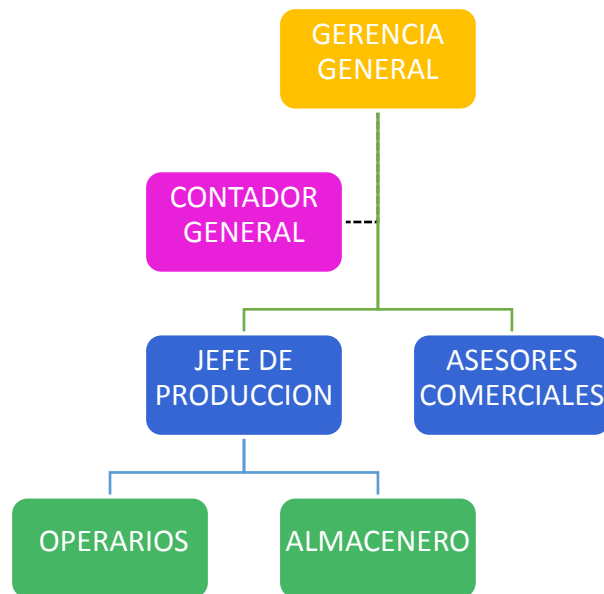 GERENCIA
GENERAL
CONTADOR
GENERAL
JEFE DE
PRODUCCION
ASESORES
COMERCIALES
OPERARIOS
ALMACENERO